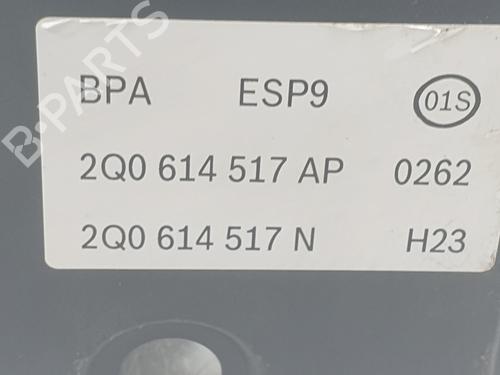 BPA ESP9 01S
2Q0 614 517 AP 0262
2Q0 614 517 N H23
B-PARTS